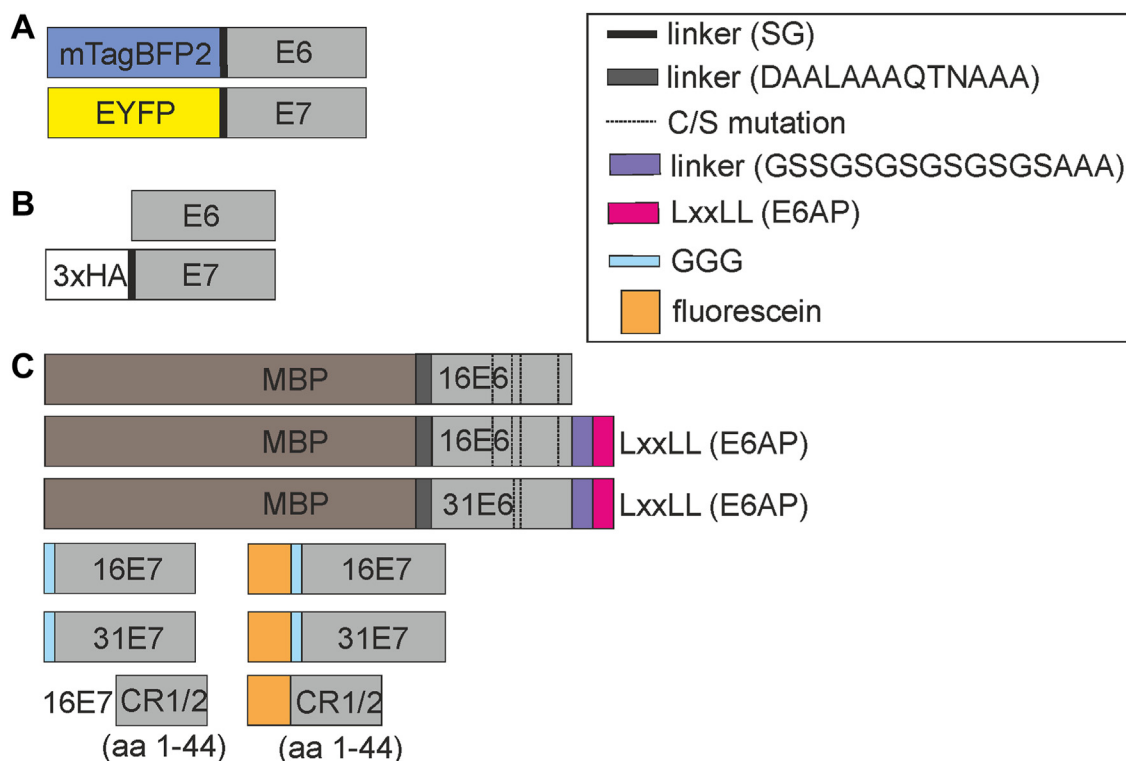 A
mTagBFP2 E6
EYFP E7
B
E6
3xHA E7
linker (SG)
linker (DAALAAAQTNAAA)
C/S mutation
linker (GSSGSGSGSGSGSAAA)
LxxLL (E6AP)
GGG
fluorescein
C
MBP 16E6
MBP 16E6 LxxLL (E6AP)
MBP 31E6 LxxLL (E6AP)
16E7 16E7
31E7 31E7
16E7 CR1/2 CR1/2
(aa 1-44) (aa 1-44)